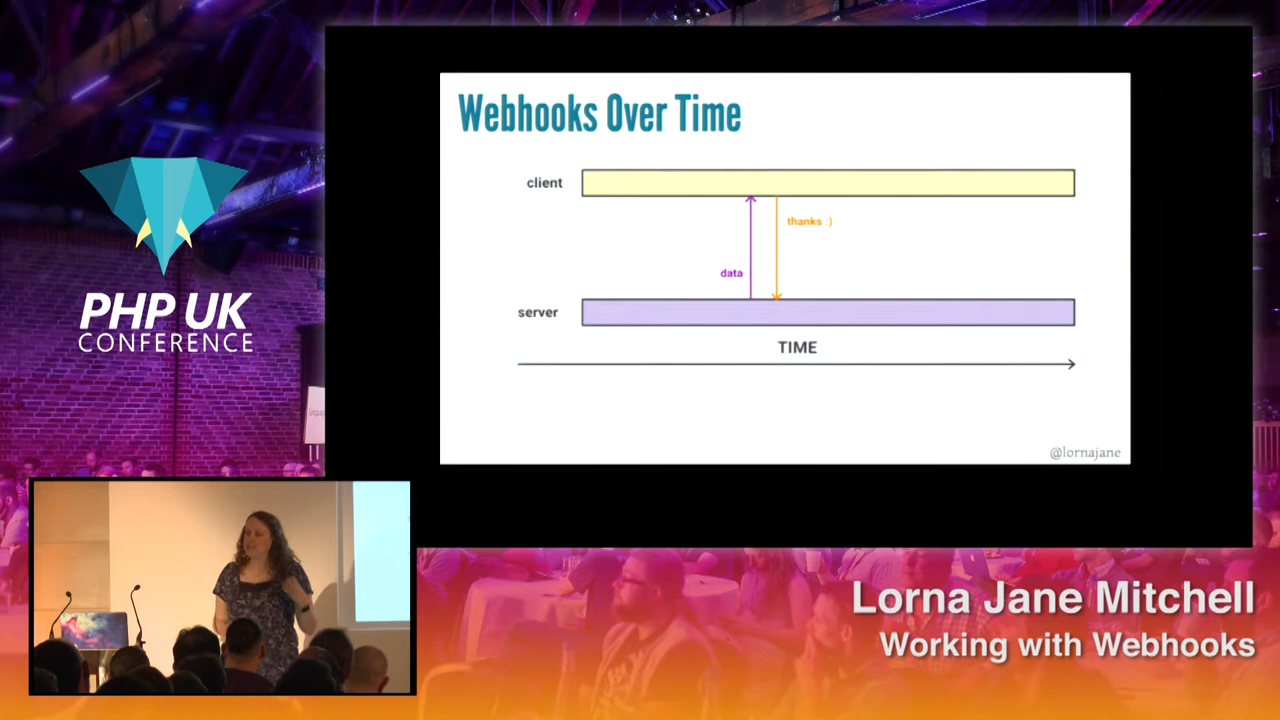 PHP UK
CONFERENCE
Webhooks Over Time
client
thanks :)
data
server
TIME
@lornajane
Lorna Jane Mitchell
Working with Webhooks